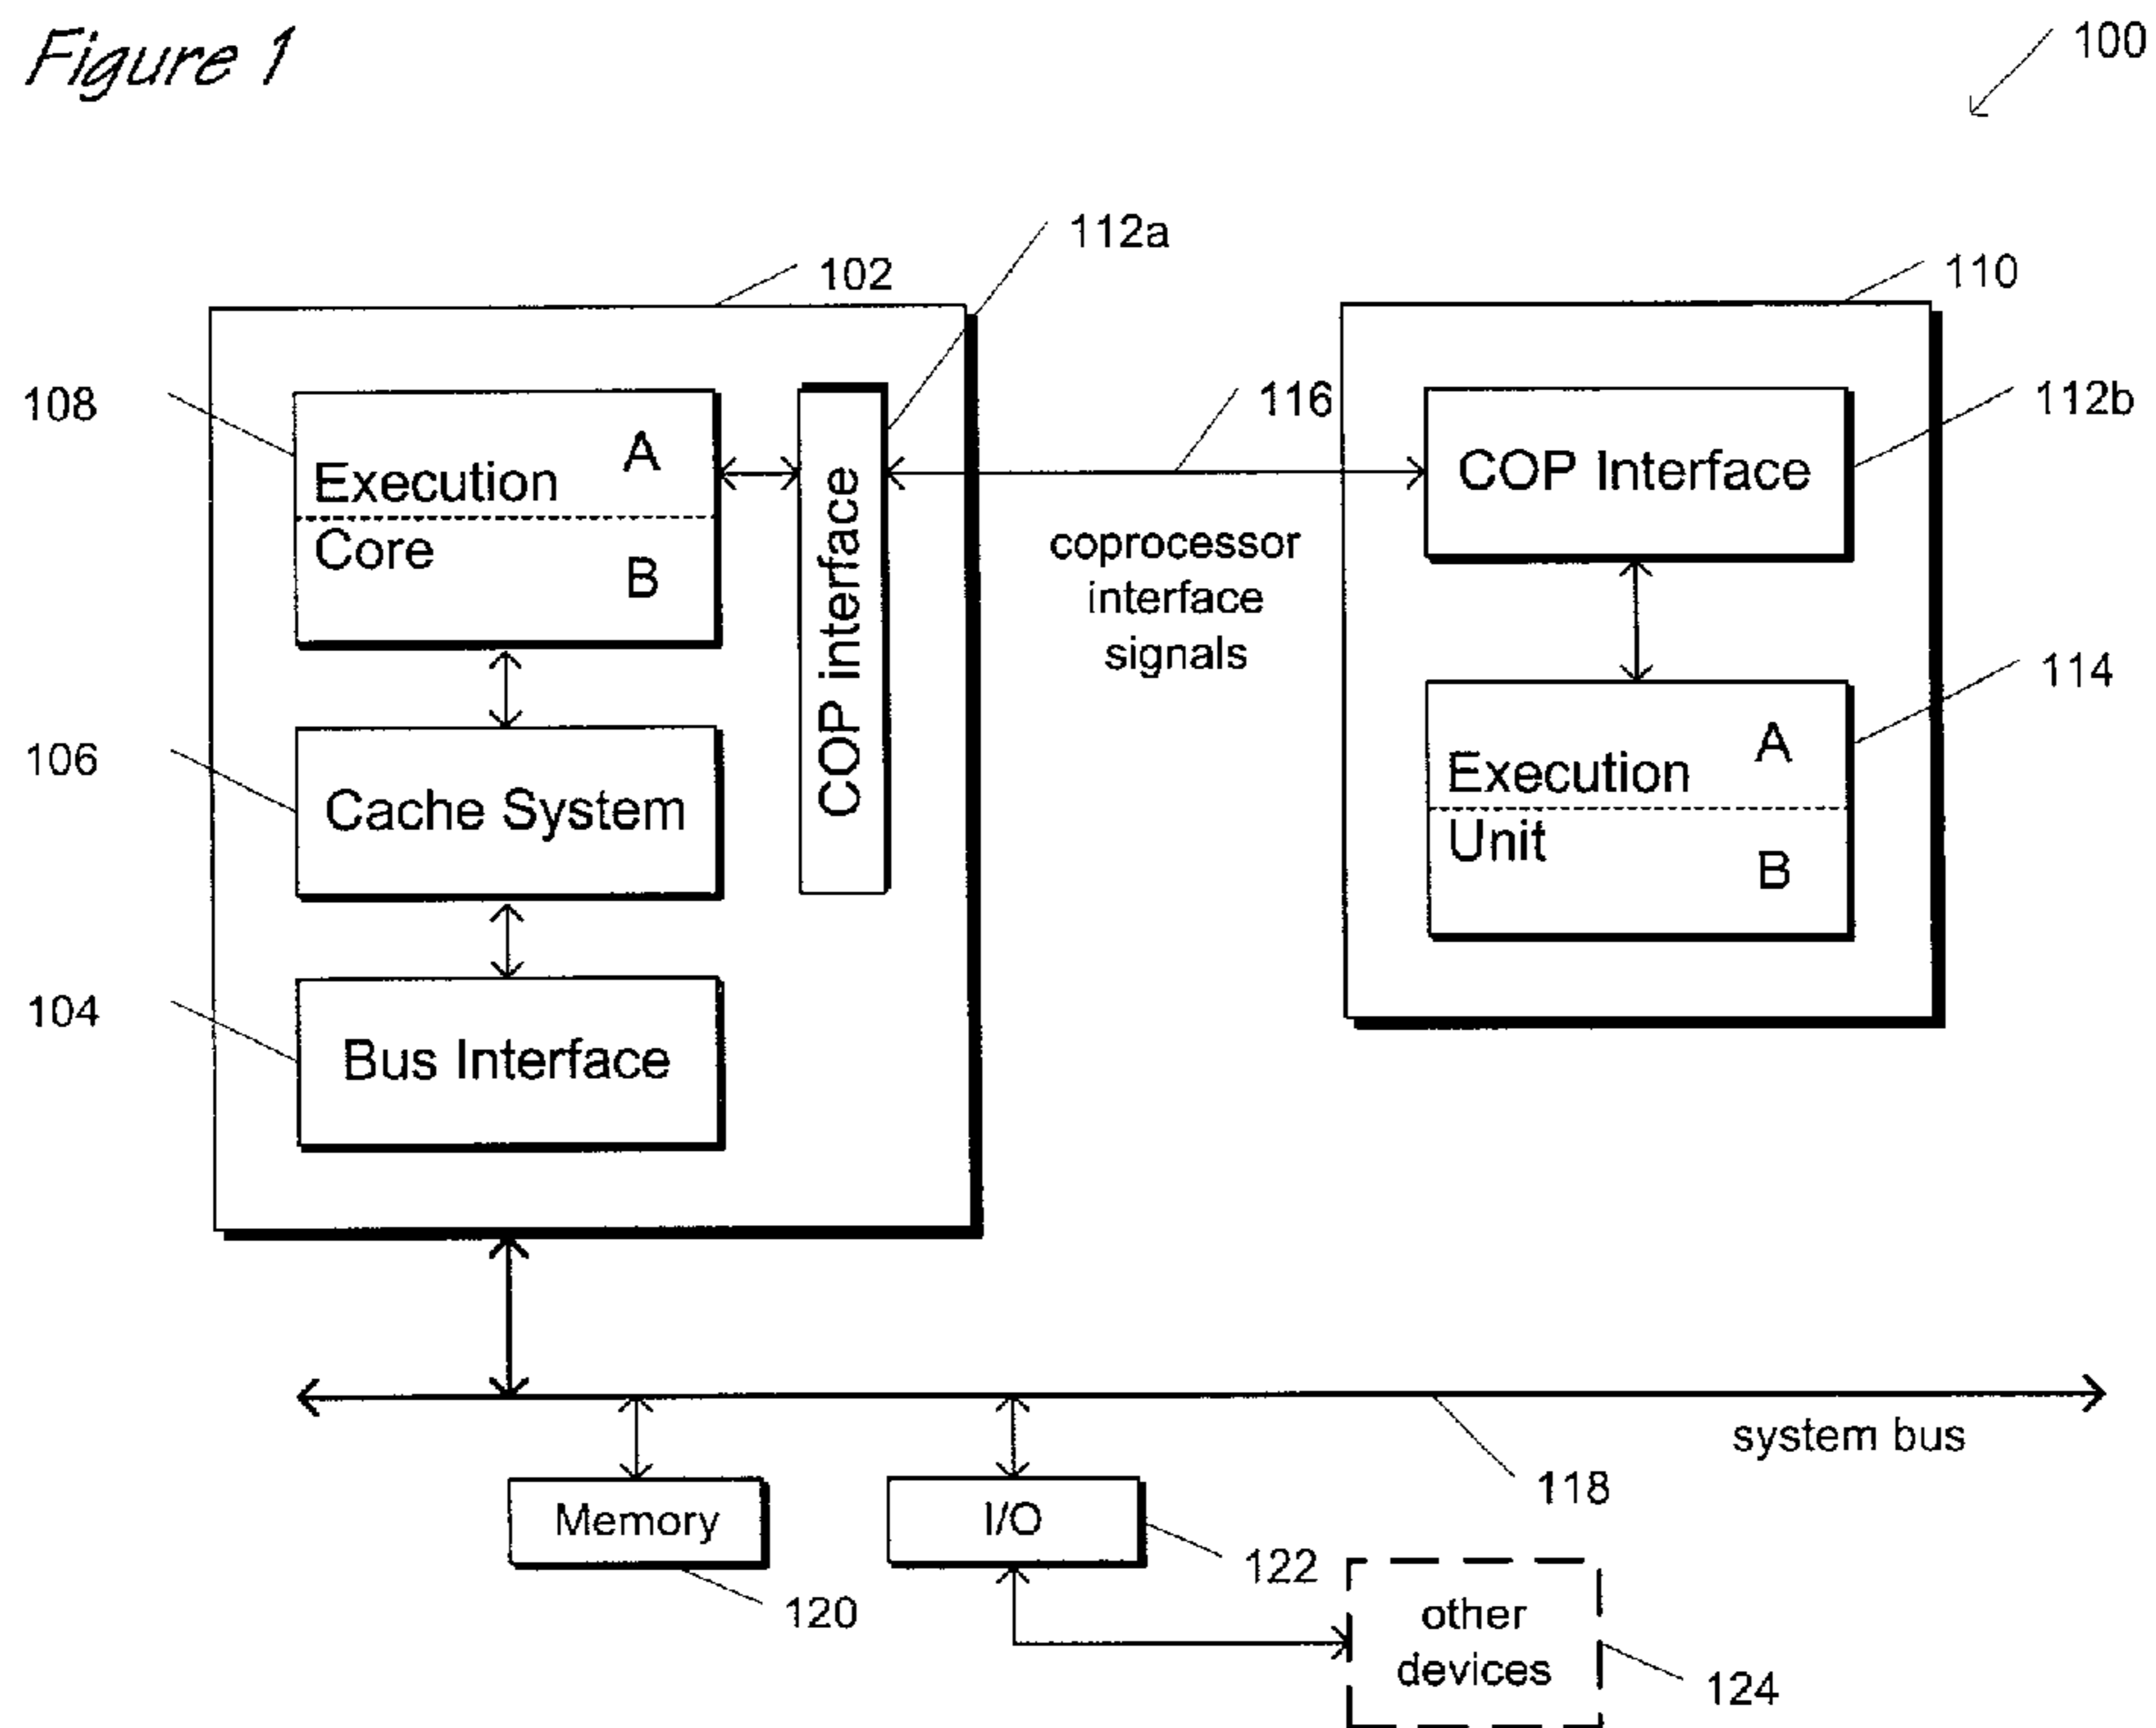 Figure 1
100
112a
102
110
108
116
112b
A
Execution
Core
B
COP interface
COP Interface
coprocessor
interface
signals
114
106
A
Execution
Unit
B
Cache System
104
Bus Interface
system bus
118
Memory
I/O
122
120
other
devices
124